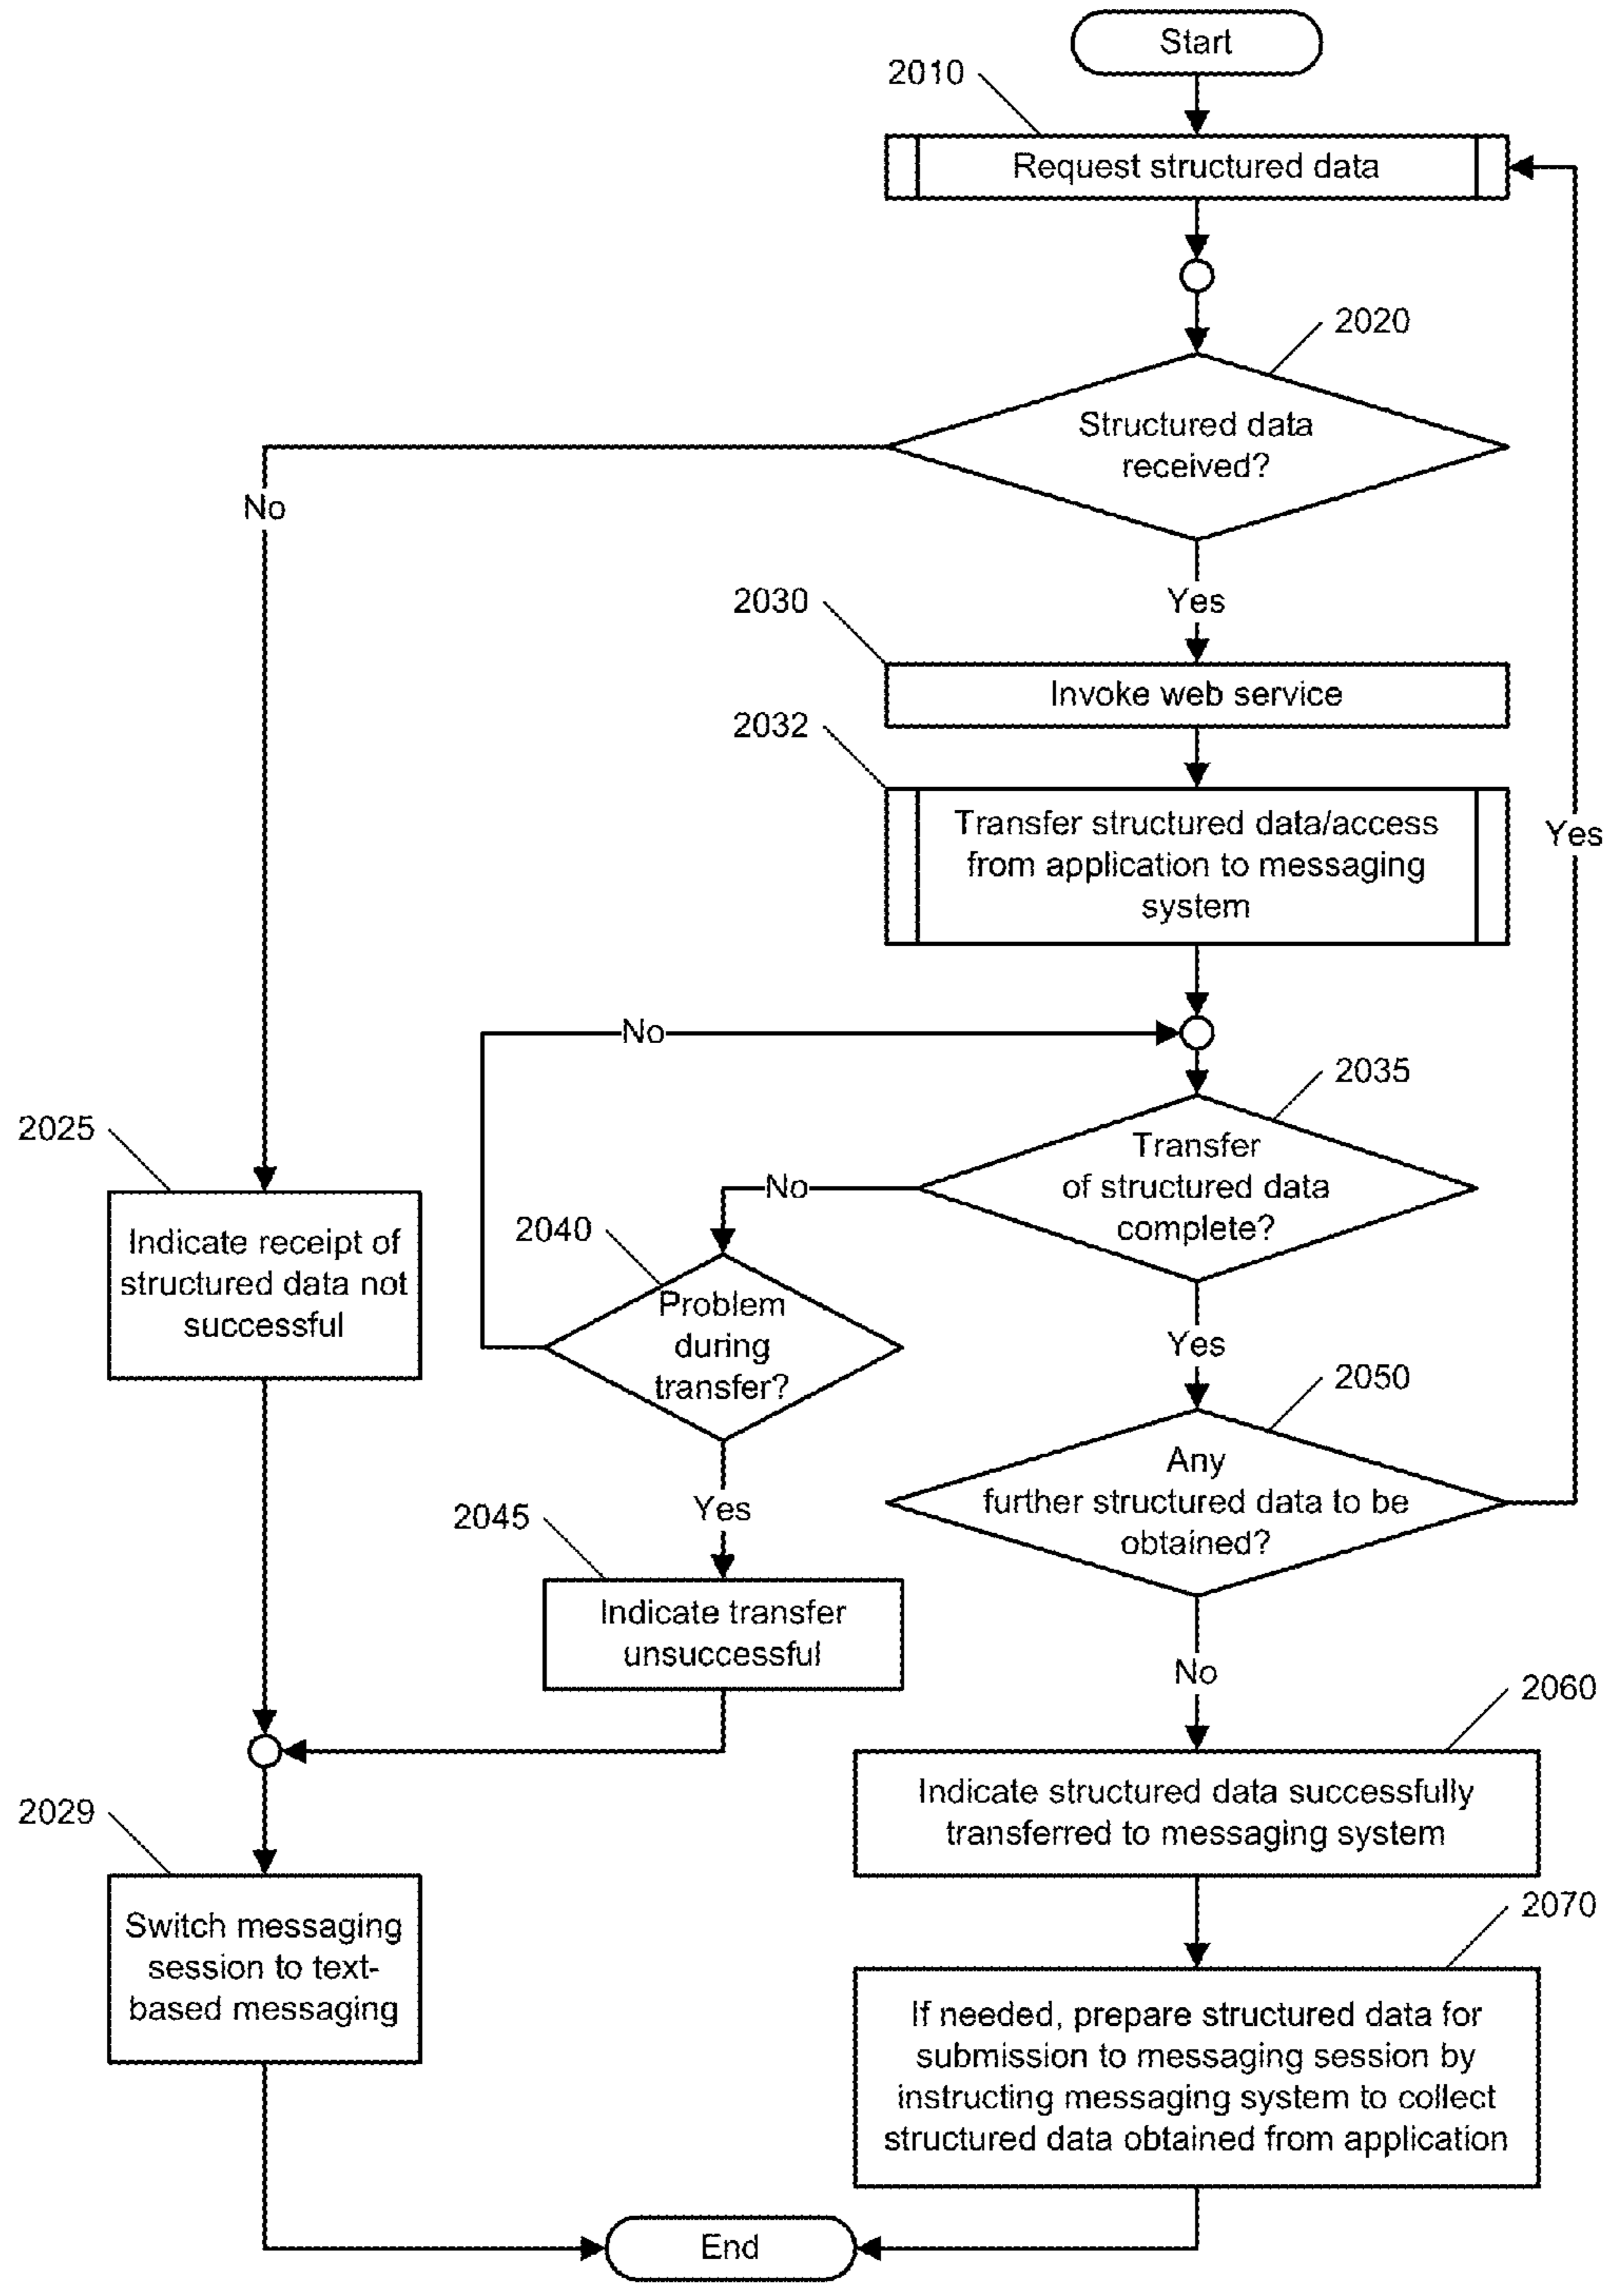 Start
2010
Request structured data
2020
Structured data
received?
No
Yes
2030
Invoke web service
2032
Transfer structured data/access
from application to messaging
system
Yes
No
2035
Transfer
of structured data
complete?
2025
No
Indicate receipt of
structured data not
successful
2040
Problem
during
transfer?
Yes
2050
Any
further structured data to be
obtained?
Yes
2045
Indicate transfer
unsuccessful
No
2060
Indicate structured data successfully
transferred to messaging system
2029
Switch messaging
session to text-
based messaging
2070
If needed, prepare structured data for
submission to messaging session by
instructing messaging system to collect
structured data obtained from application
End